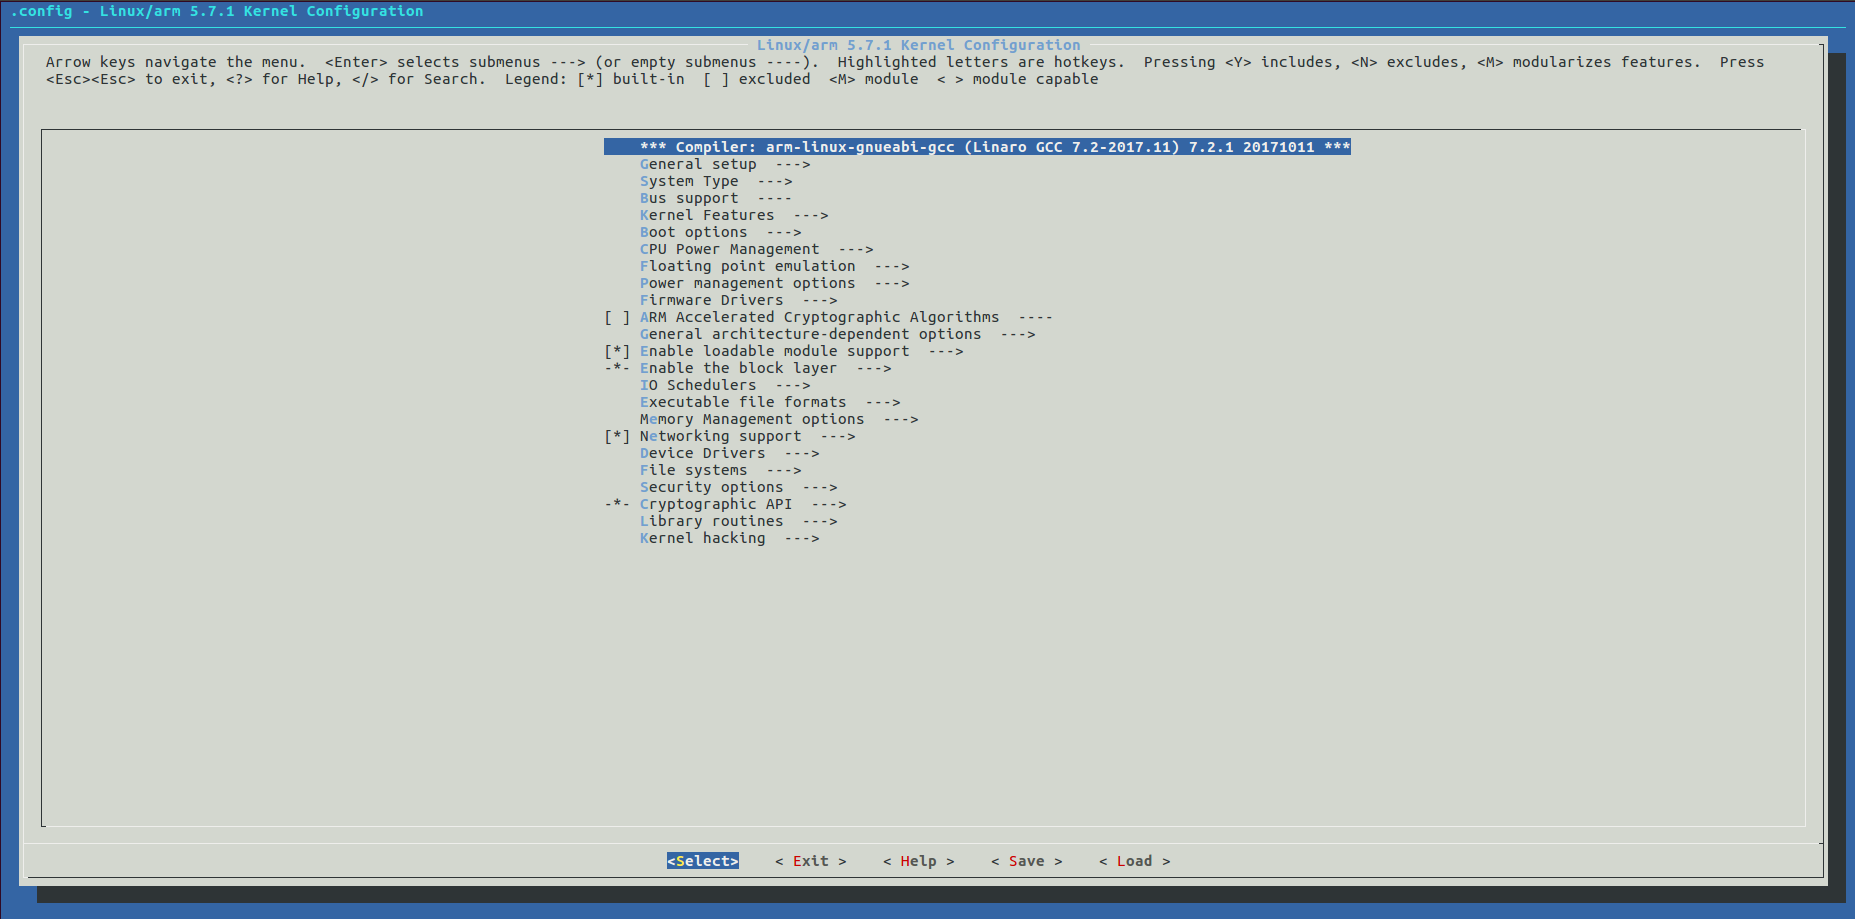 .config - Linux/arm 5.7.1 Kernel Configuration
Linux/arm 5.7.1 Kernel Configuration
Arrow keys navigate the menu.  <Enter> selects submenus ---> (or empty submenus ----).  Highlighted letters are hotkeys.  Pressing <Y> includes, <N> excludes, <M> modularizes features.  Press
<Esc><Esc> to exit, <?> for Help, </> for Search.  Legend: [*] built-in  [ ] excluded  <M> module  < > module capable
*** Compiler: arm-linux-gnueabi-gcc (Linaro GCC 7.2-2017.11) 7.2.1 20171011 ***
General setup  --->
System Type  --->
Bus support  ----
Kernel Features  --->
Boot options  --->
CPU Power Management  --->
Floating point emulation  --->
Power management options  --->
Firmware Drivers  --->
[ ] ARM Accelerated Cryptographic Algorithms  ----
General architecture-dependent options  --->
[*] Enable loadable module support  --->
-*- Enable the block layer  --->
IO Schedulers  --->
Executable file formats  --->
Memory Management options  --->
[*] Networking support  --->
Device Drivers  --->
File systems  --->
Security options  --->
-*- Cryptographic API  --->
Library routines  --->
Kernel hacking  --->
<Select>    < Exit >    < Help >    < Save >    < Load >